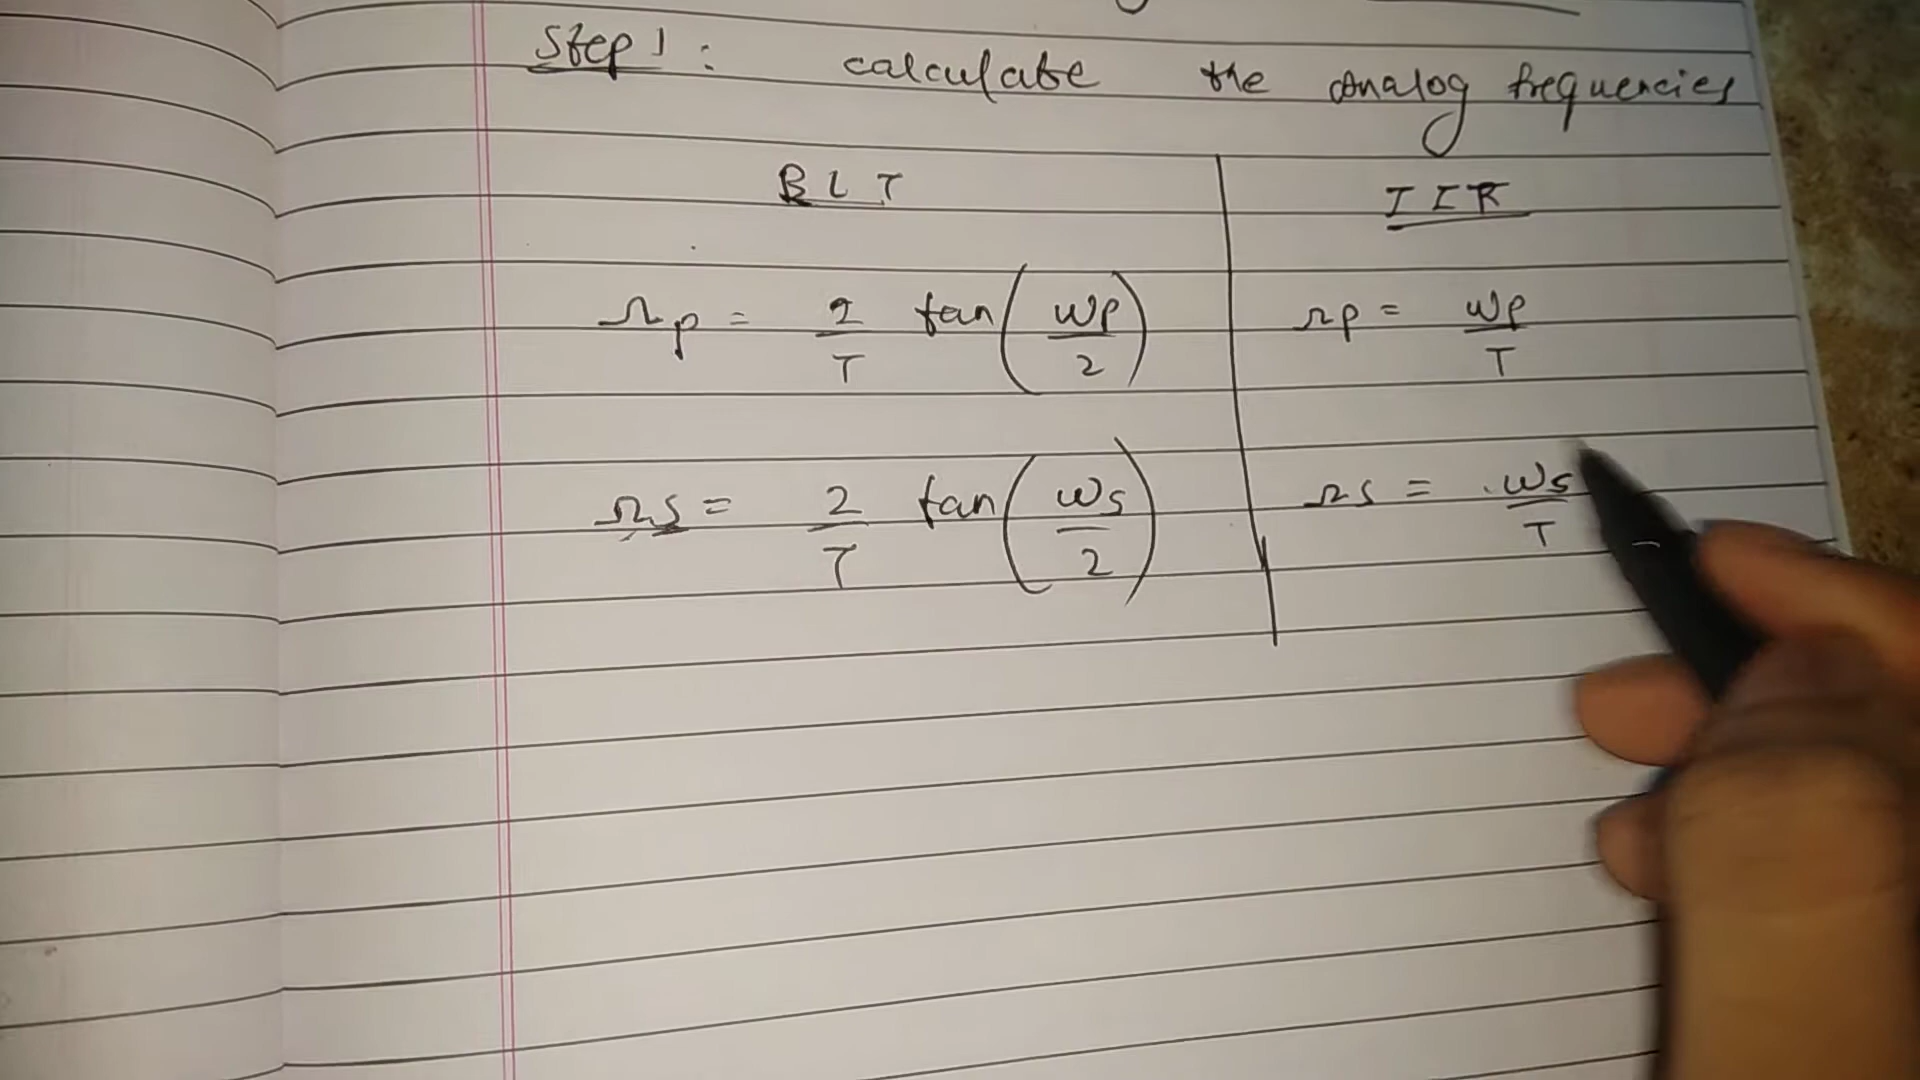 Step 1 : calculate the Analog frequencies
BLT
IIR
Ωp = 2/T tan(ωp/2)
Ωp = ωp/T
Ωs = 2/T tan(ωs/2)
Ωs = ωs/T